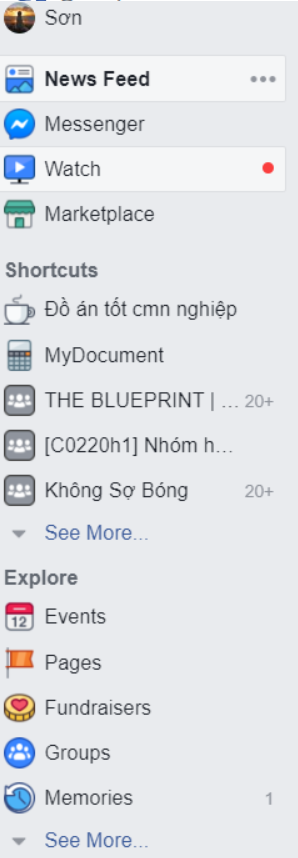 Sơn
News Feed
Messenger
Watch
Marketplace
Shortcuts
Đồ án tốt cmn nghiệp
MyDocument
THE BLUEPRINT | ... 20+
[C0220h1] Nhóm h...
Không Sợ Bóng 20+
See More...
Explore
12 Events
Pages
Fundraisers
Groups
Memories 1
See More...